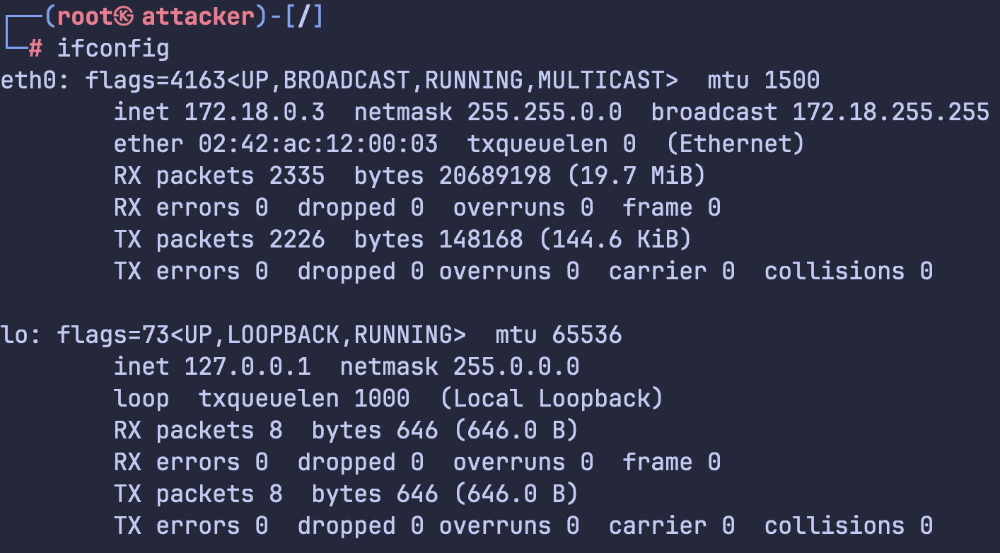 ┌──(root㉿attacker)-[/]
└─# ifconfig
eth0: flags=4163<UP,BROADCAST,RUNNING,MULTICAST>  mtu 1500
        inet 172.18.0.3  netmask 255.255.0.0  broadcast 172.18.255.255
        ether 02:42:ac:12:00:03  txqueuelen 0  (Ethernet)
        RX packets 2335  bytes 20689198 (19.7 MiB)
        RX errors 0  dropped 0  overruns 0  frame 0
        TX packets 2226  bytes 148168 (144.6 KiB)
        TX errors 0  dropped 0 overruns 0  carrier 0  collisions 0

lo: flags=73<UP,LOOPBACK,RUNNING>  mtu 65536
        inet 127.0.0.1  netmask 255.0.0.0
        loop  txqueuelen 1000  (Local Loopback)
        RX packets 8  bytes 646 (646.0 B)
        RX errors 0  dropped 0  overruns 0  frame 0
        TX packets 8  bytes 646 (646.0 B)
        TX errors 0  dropped 0 overruns 0  carrier 0  collisions 0